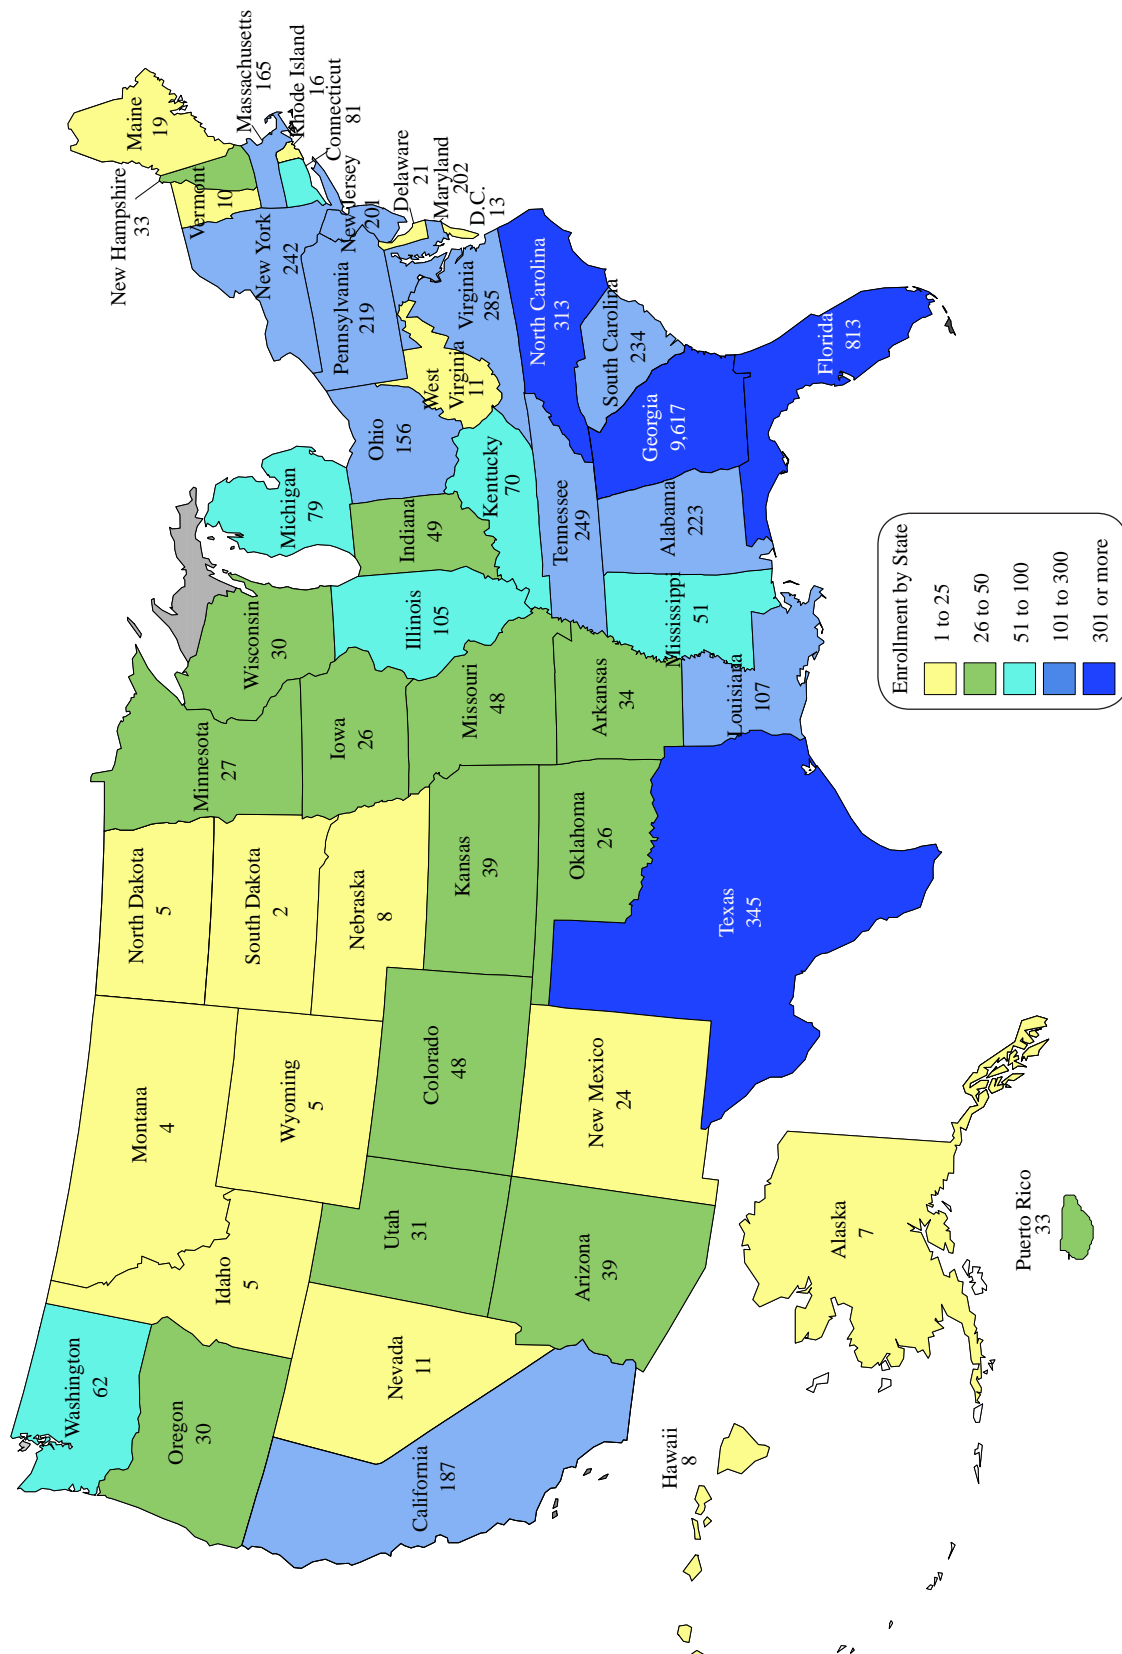 Washington
62
Oregon
30
California
187
Nevada
11
Idaho
5
Montana
4
Wyoming
5
Utah
31
Arizona
39
Colorado
48
New Mexico
24
North Dakota
5
South Dakota
2
Nebraska
8
Kansas
39
Oklahoma
26
Texas
345
Minnesota
27
Iowa
26
Missouri
48
Arkansas
34
Louisiana
107
Wisconsin
30
Illinois
105
Mississippi
51
Michigan
79
Indiana
49
Kentucky
70
Tennessee
249
Alabama
223
Ohio
156
West
Virginia
11
Georgia
9,617
Florida
813
South Carolina
234
North Carolina
313
Virginia
285
Pennsylvania
219
New York
242
Vermont
10
New Hampshire
33
Maine
19
Massachusetts
165
Rhode Island
16
Connecticut
81
New Jersey
201
Delaware
21
Maryland
202
D.C.
13
Alaska
7
Hawaii
8
Puerto Rico
33
Enrollment by State
1 to 25
26 to 50
51 to 100
101 to 300
301 or more